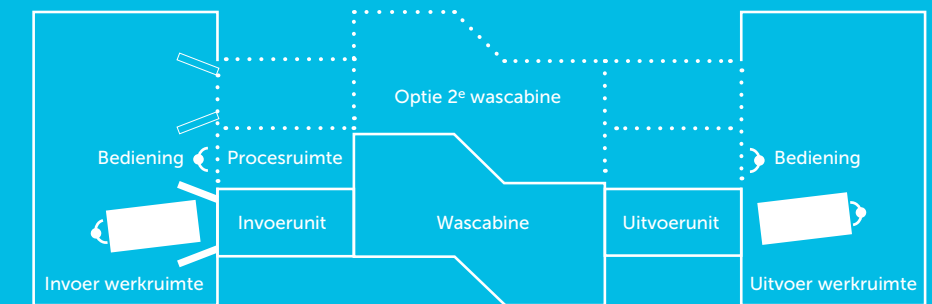 Optie 2ᵉ wascabine
Bediening
Procesruimte
Bediening
Invoerunit
Wascabine
Uitvoerunit
Invoer werkruimte
Uitvoer werkruimte